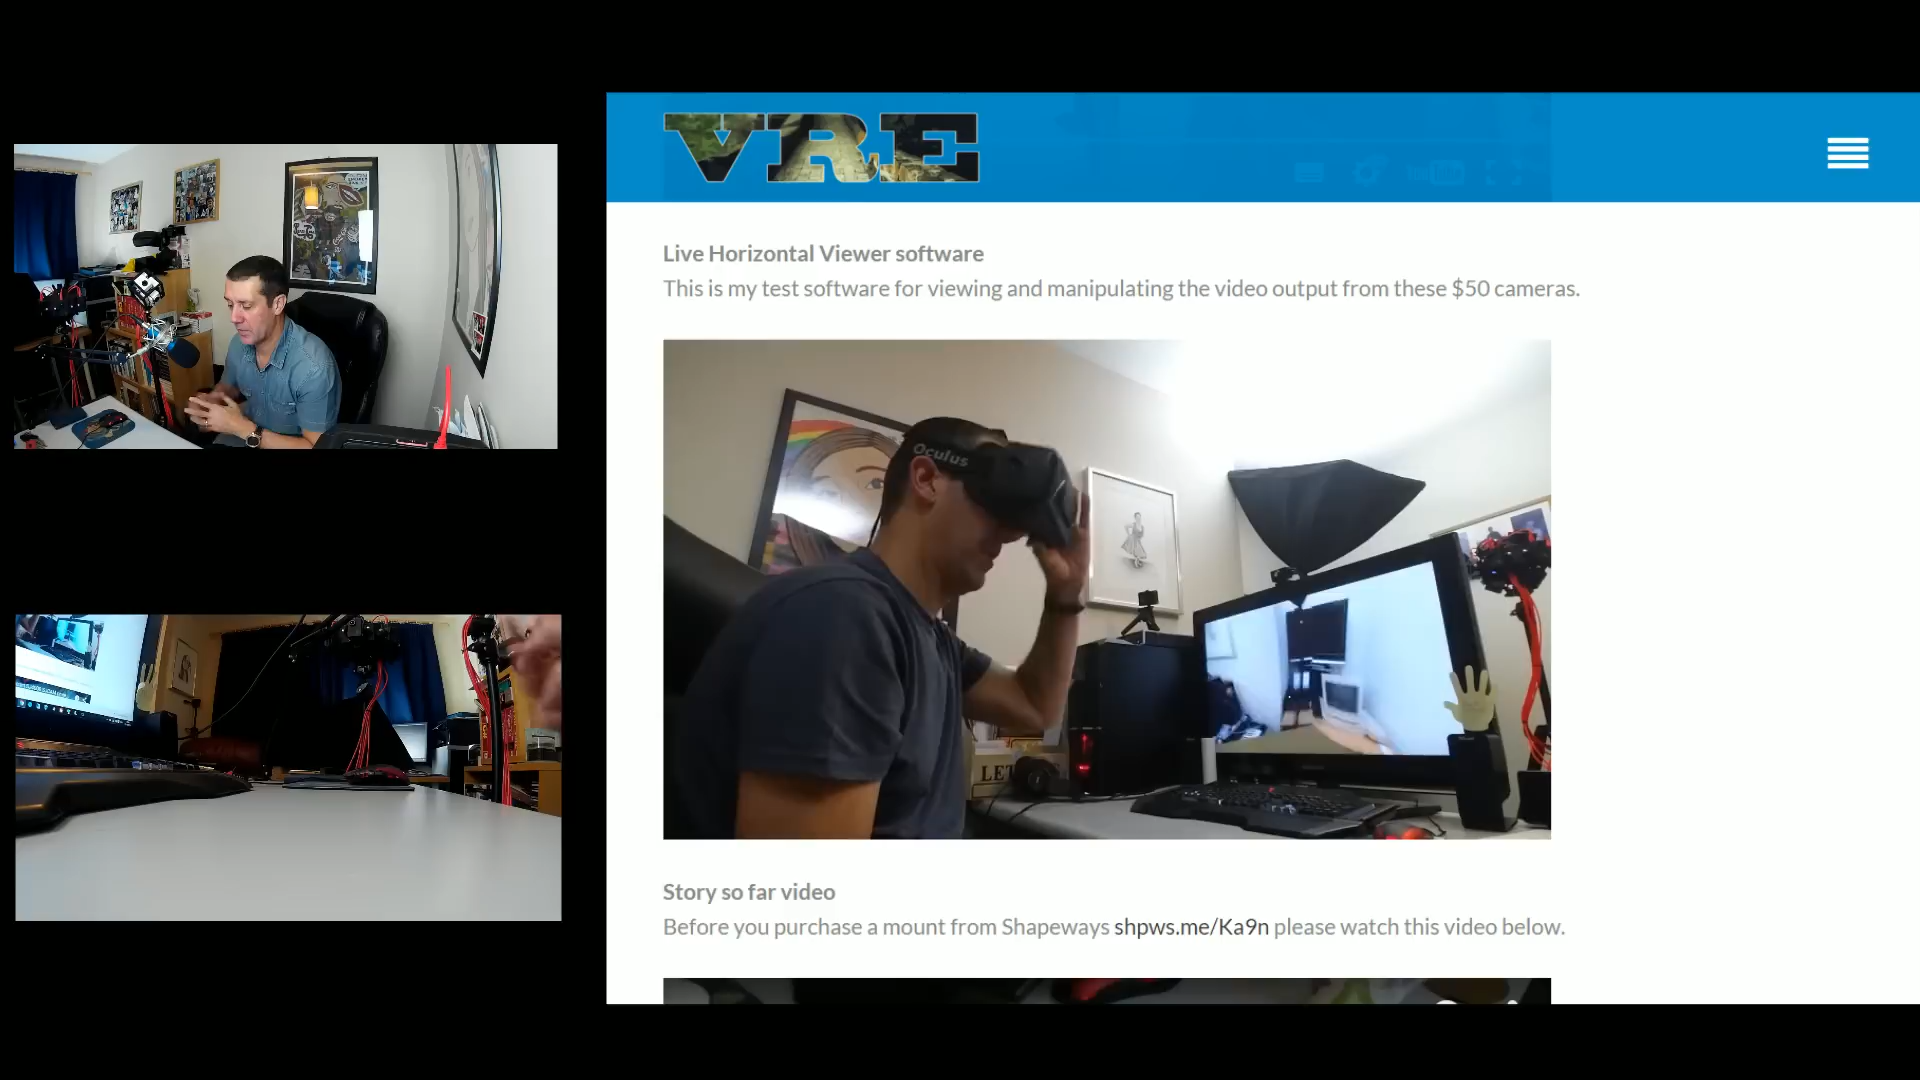 VRE
Live Horizontal Viewer software
This is my test software for viewing and manipulating the video output from these $50 cameras.
Oculus
LET
Story so far video
Before you purchase a mount from Shapeways shpws.me/Ka9n please watch this video below.